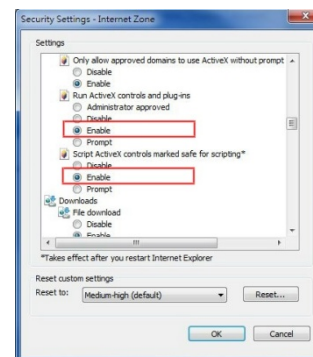 Security Settings - Internet Zone
Settings
Only allow approved domains to use ActiveX without prompt
Disable
Enable
Run ActiveX controls and plug-ins
Administrator approved
Disable
Enable
Prompt
Script ActiveX controls marked safe for scripting*
Disable
Enable
Prompt
Downloads
File download
Disable
Enable
*Takes effect after you restart Internet Explorer
Reset custom settings
Reset to: Medium-high (default) Reset...
OK Cancel